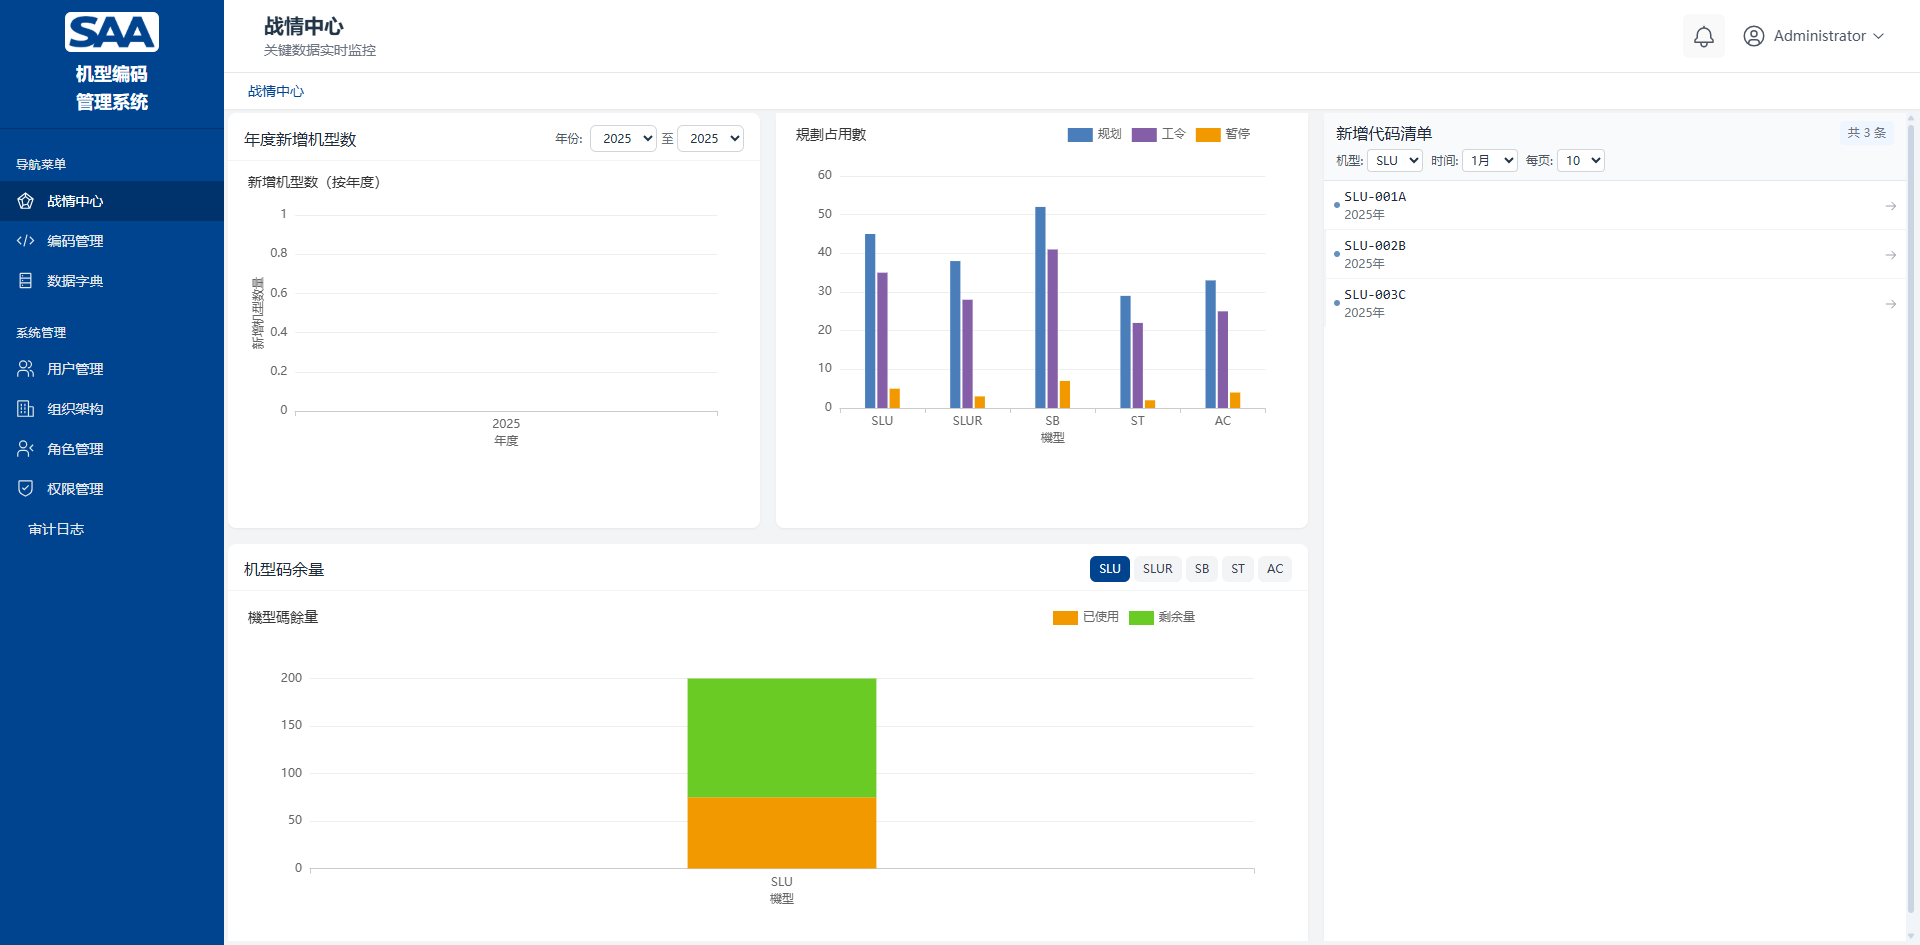 SAA
机型编码
管理系统
导航菜单
战情中心
编码管理
数据字典
系统管理
用户管理
组织架构
角色管理
权限管理
审计日志
战情中心
关键数据实时监控
Administrator
战情中心
年度新增机型数
年份: 2025 至 2025
新增机型数（按年度）
新增机型数量
1
0.8
0.6
0.4
0.2
0
2025
年度
規劃占用數
规划 工令 暂停
60
50
40
30
20
10
0
SLU SLUR SB ST AC
機型
机型码余量
SLU SLUR SB ST AC
機型碼餘量
已使用 剩余量
200
150
100
50
0
SLU
機型
新增代码清单
共 3 条
机型: SLU 时间: 1月 每页: 10
SLU-001A
2025年
SLU-002B
2025年
SLU-003C
2025年